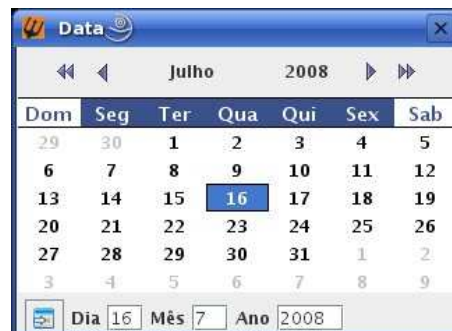 Data
Julho 2008
Dom Seg Ter Qua Qui Sex Sab
29 30 1 2 3 4 5
6 7 8 9 10 11 12
13 14 15 16 17 18 19
20 21 22 23 24 25 26
27 28 29 30 31 1 2
3 4 5 6 7 8 9
Dia 16 Mês 7 Ano 2008